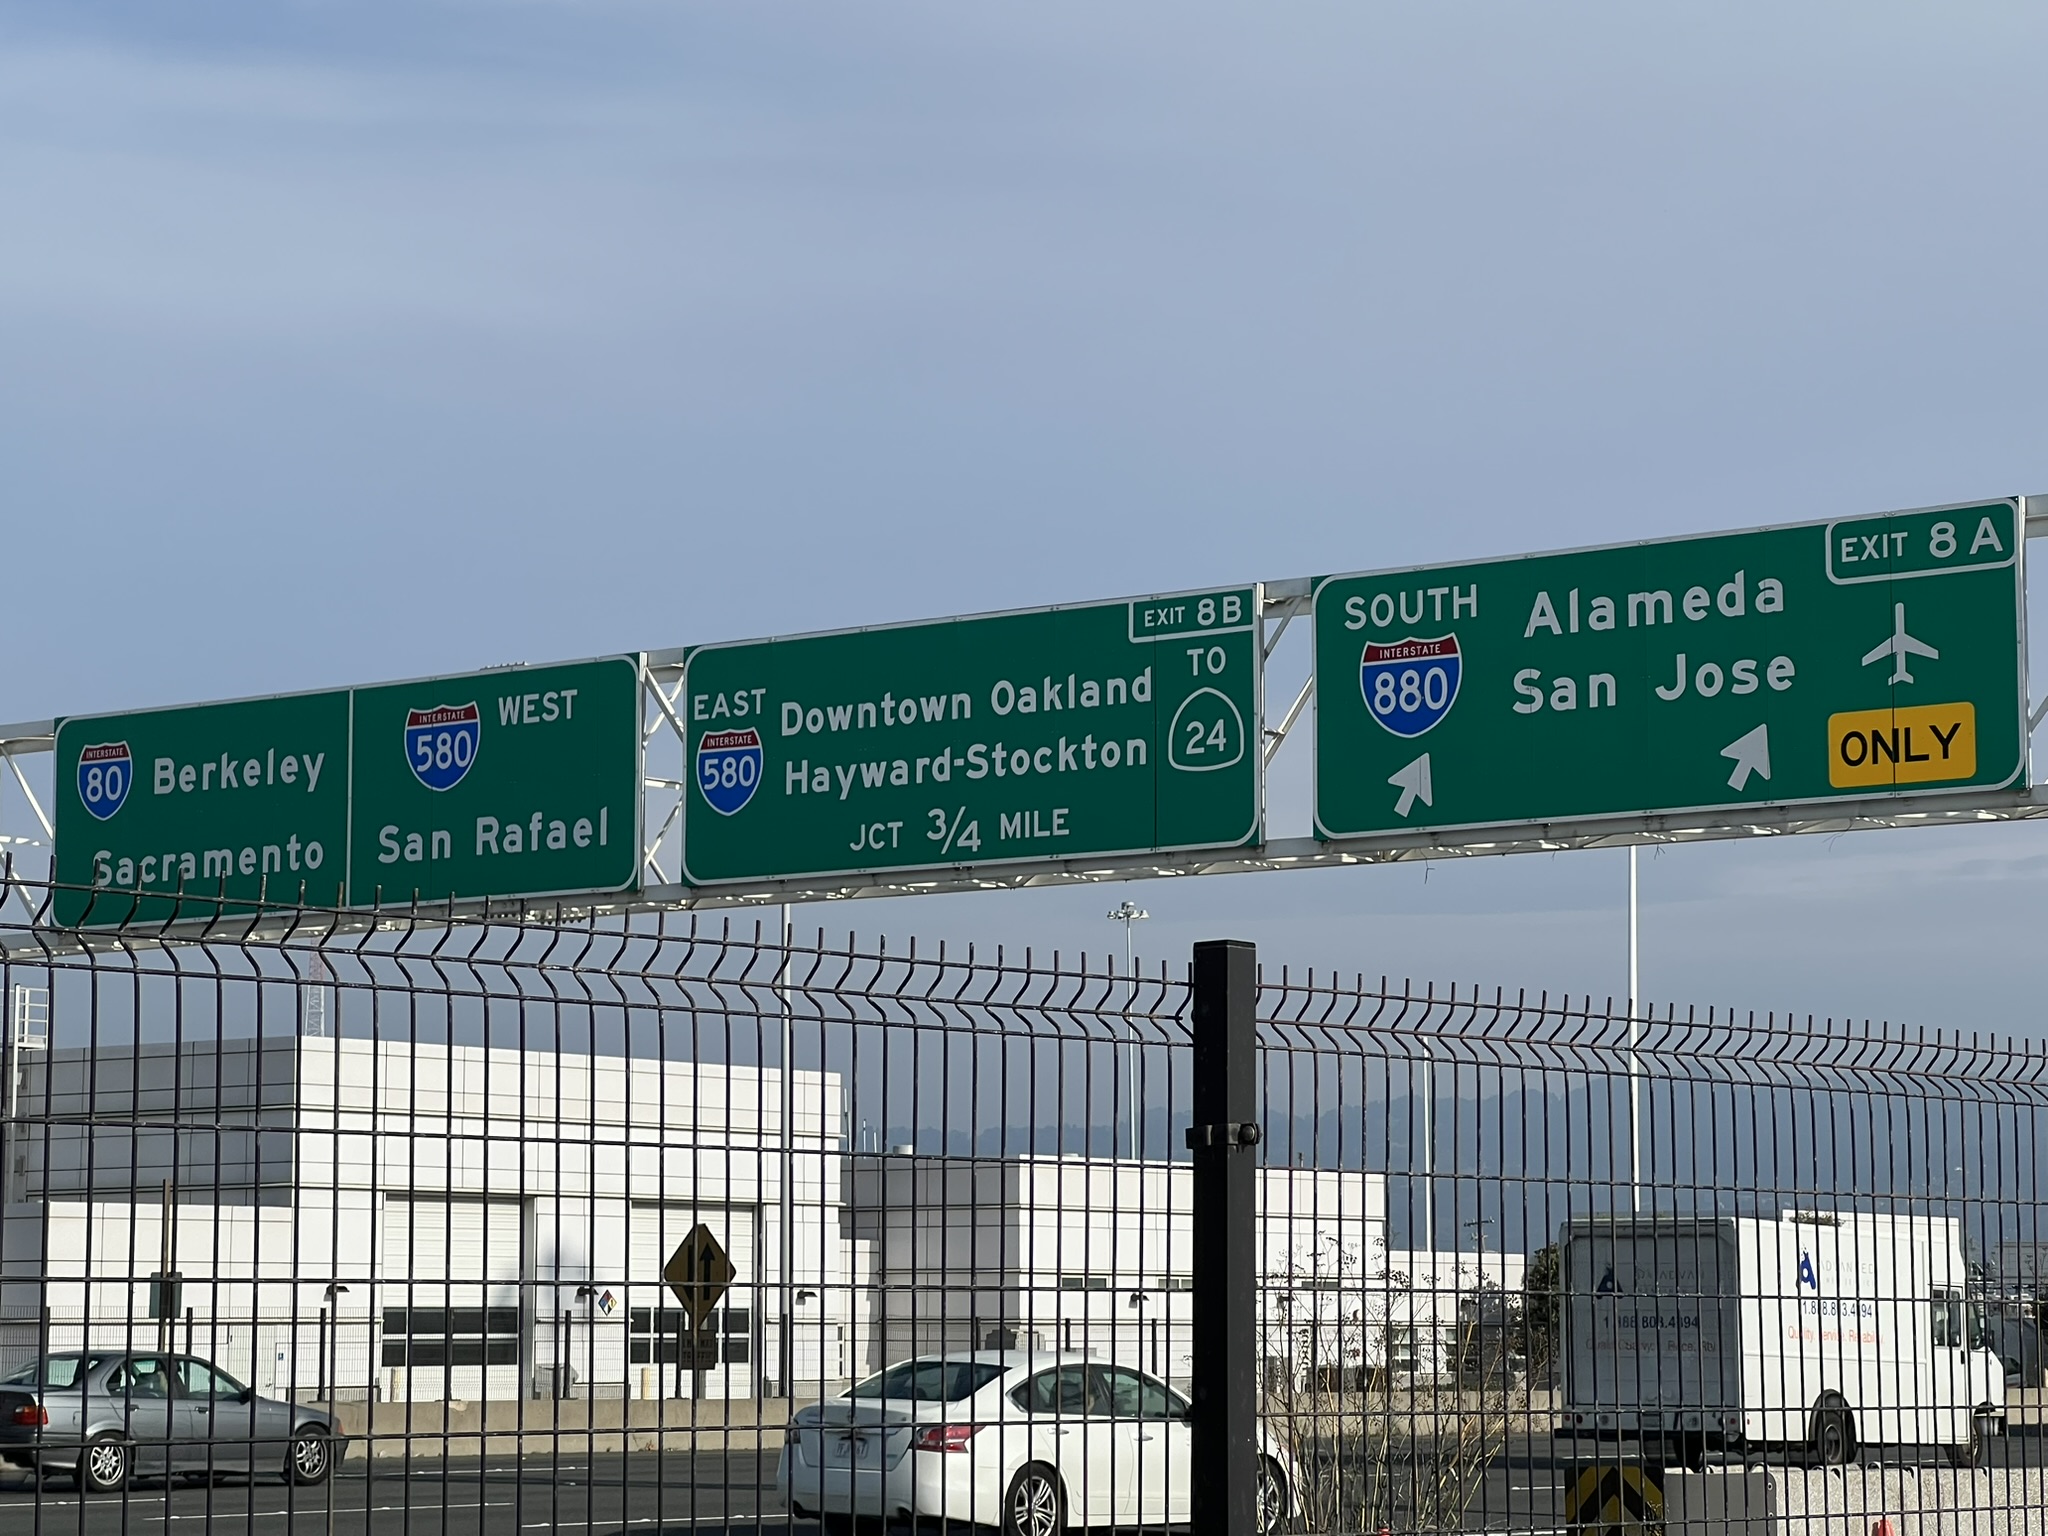 INTERSTATE
80
Berkeley
Sacramento
INTERSTATE
580
WEST
San Rafael
EXIT 8B
EAST
INTERSTATE
580
Downtown Oakland
Hayward-Stockton
JCT 3/4 MILE
TO
24
EXIT 8A
SOUTH
INTERSTATE
880
Alameda
San Jose
ONLY